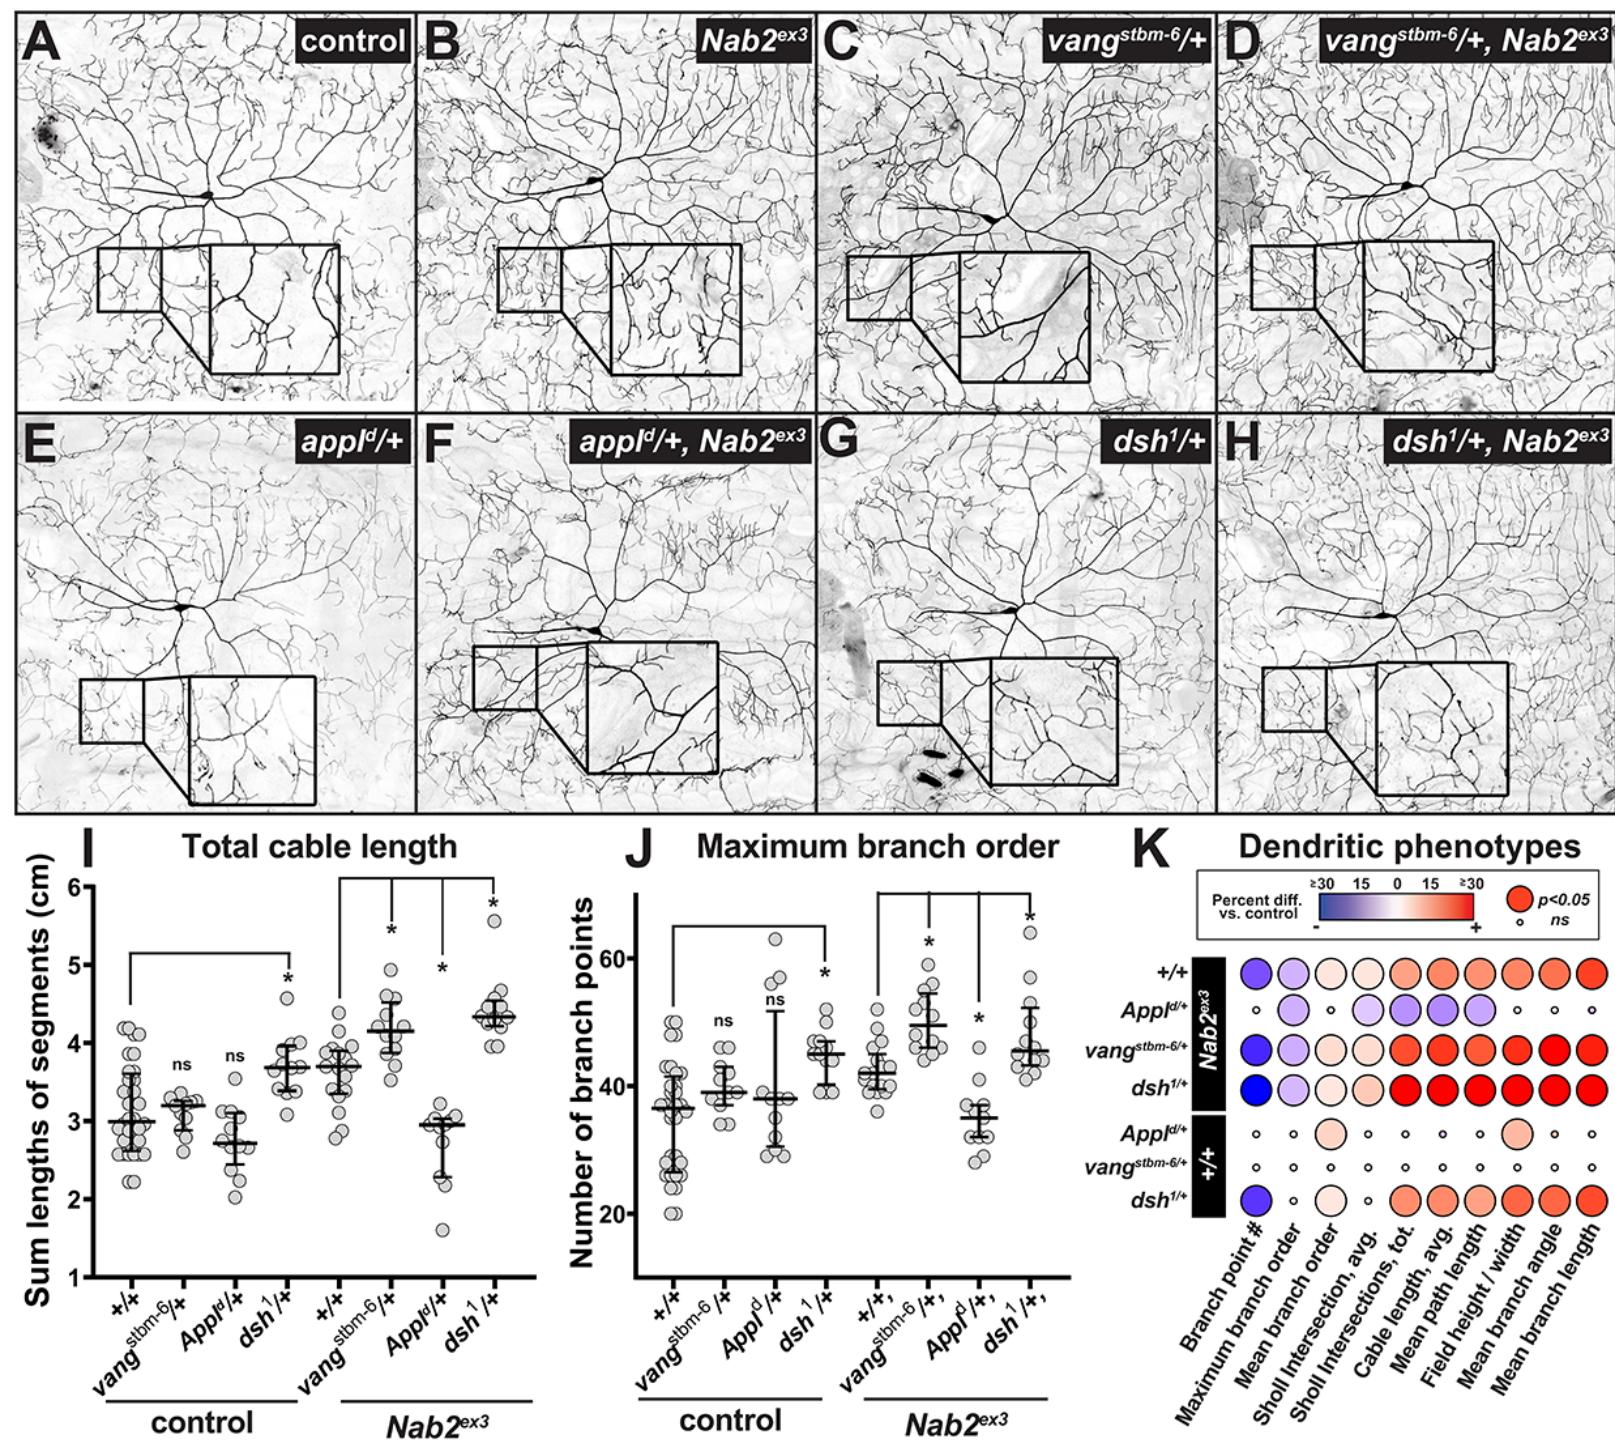 A control
B Nab2ex3
C vangstbm-6/+
D vangstbm-6/+, Nab2ex3
E appld/+
F appld/+, Nab2ex3
G dsh1/+
H dsh1/+, Nab2ex3
I Total cable length
Sum lengths of segments (cm)
6
5
4
3
2
1
ns
ns
*
*
*
*
+/+
vangstbm-6/+
Appld/+
dsh1/+
+/+
vangstbm-6/+
Appld/+
dsh1/+
control
Nab2ex3
J Maximum branch order
Number of branch points
60
40
20
ns
ns
*
*
*
*
+/+
vangstbm-6/+
Appld/+
dsh1/+
+/+,
vangstbm-6/+,
Appld/+,
dsh1/+,
control
Nab2ex3
K Dendritic phenotypes
Percent diff.
vs. control
≥30 15 0 15 ≥30
- +
p<0.05
ns
Nab2ex3
+/+
Appld/+
vangstbm-6/+
dsh1/+
+/+
Appld/+
vangstbm-6/+
dsh1/+
Branch point #
Maximum branch order
Mean branch order
Sholl Intersection, avg.
Sholl Intersections, tot.
Cable length, avg.
Mean path length
Field height / width
Mean branch angle
Mean branch length